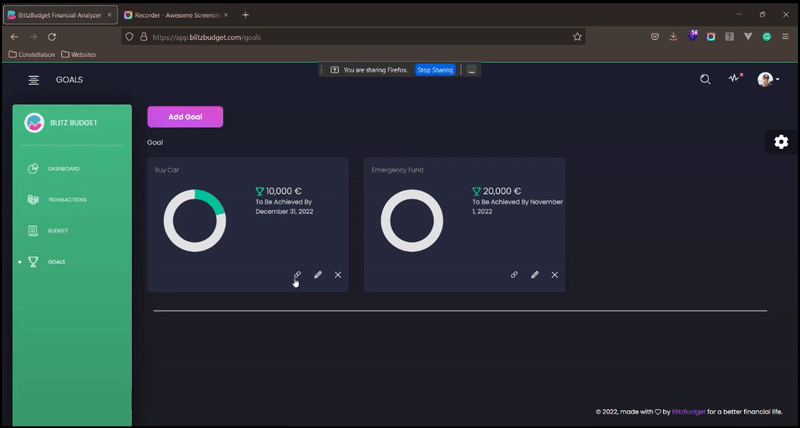 BlitzBudget Financial Analyzer
Recorder - Awesome Screensho
https://app.blitzbudget.com/goals
14
Constellation
Websites
You are sharing Firefox.
Stop Sharing
GOALS
BLITZ BUDGET
DASHBOARD
TRANSACTIONS
BUDGET
GOALS
Add Goal
Goal
Buy Car
10,000 €
To Be Achieved By
December 31, 2022
Emergency Fund
20,000 €
To Be Achieved By November
1, 2022
© 2022, made with ♡ by BlitzBudget for a better financial life.